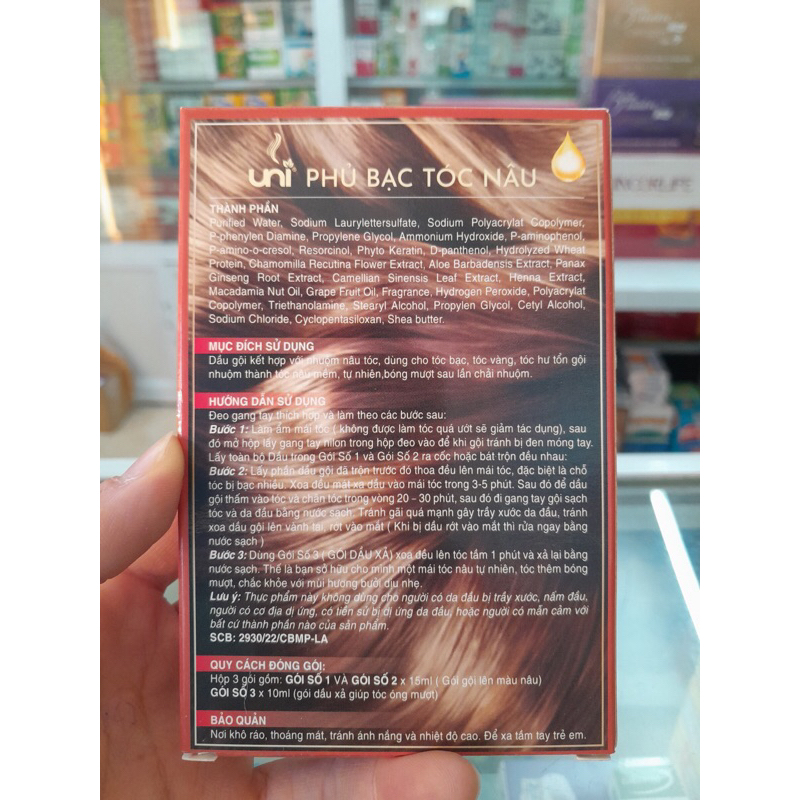 uni PHỦ BẠC TÓC NÂU
THÀNH PHẦN
Purified Water, Sodium Laurylettersulfate, Sodium Polyacrylat Copolymer,
P-phenylen Diamine, Propylene Glycol, Ammonium Hydroxide, P-aminophenol,
P-amino-o-cresol, Resorcinol, Phyto Keratin, D-panthenol, Hydrolyzed Wheat
Protein, Chamomilla Recutina Flower Extract, Aloe Barbadensis Extract, Panax
Ginseng Root Extract, Camellian Sinensis Leaf Extract, Henna Extract,
Macadamia Nut Oil, Grape Fruit Oil, Fragrance, Hydrogen Peroxide, Polyacrylat
Copolymer, Triethanolamine, Stearyl Alcohol, Propylen Glycol, Cetyl Alcohol,
Sodium Chloride, Cyclopentasiloxan, Shea butter.
MỤC ĐÍCH SỬ DỤNG
Dầu gội kết hợp với nhuộm nâu tóc, dùng cho tóc bạc, tóc vàng, tóc hư tổn gội
nhuộm thành tóc nâu mềm, tự nhiên,bóng mượt sau lần chải nhuộm.
HƯỚNG DẪN SỬ DỤNG
Đeo gang tay thích hợp và làm theo các bước sau:
Bước 1: Làm ẩm mái tóc ( không được làm tóc quá ướt sẽ giảm tác dụng), sau
đó mở hộp lấy gang tay nilon trong hộp đeo vào để khi gội tránh bị đen móng tay.
Lấy toàn bộ Dầu trong Gói Số 1 và Gói Số 2 ra cốc hoặc bát trộn đều nhau:
Bước 2: Lấy phần dầu gội đã trộn trước đó thoa đều lên mái tóc, đặc biệt là chỗ
tóc bị bạc nhiều. Xoa đều mát xa dầu vào mái tóc trong 3-5 phút. Sau đó để dầu
gội thấm vào tóc và chân tóc trong vòng 20 – 30 phút, sau đó đi gang tay gội sạch
tóc và da đầu bằng nước sạch. Tránh gãi quá mạnh gây trầy xước da đầu, tránh
xoa dầu gội lên vành tai, rớt vào mắt ( Khi bị dầu rớt vào mắt thì rửa ngay bằng
nước sạch )
Bước 3: Dùng Gói Số 3 ( GÓI DẦU XẢ) xoa đều lên tóc tầm 1 phút và xả lại bằng
nước sạch. Thế là bạn sở hữu cho mình một mái tóc nâu tự nhiên, tóc thêm bóng
mượt, chắc khỏe với mùi hương bưởi dịu nhẹ.
Lưu ý: Thực phẩm này không dùng cho người có da đầu bị trầy xước, nấm đầu,
người có cơ địa dị ứng, có tiền sử bị dị ứng da đầu, hoặc người có mẫn cảm với
bất cứ thành phần nào của sản phẩm.
SCB: 2930/22/CBMP-LA
QUY CÁCH ĐÓNG GÓI:
Hộp 3 gói gồm: GÓI SỐ 1 VÀ GÓI SỐ 2 x 15ml ( Gói gội lên màu nâu)
GÓI SỐ 3 x 10ml (gói dầu xả giúp tóc óng mượt)
BẢO QUẢN
Nơi khô ráo, thoáng mát, tránh ánh nắng và nhiệt độ cao. Để xa tầm tay trẻ em.